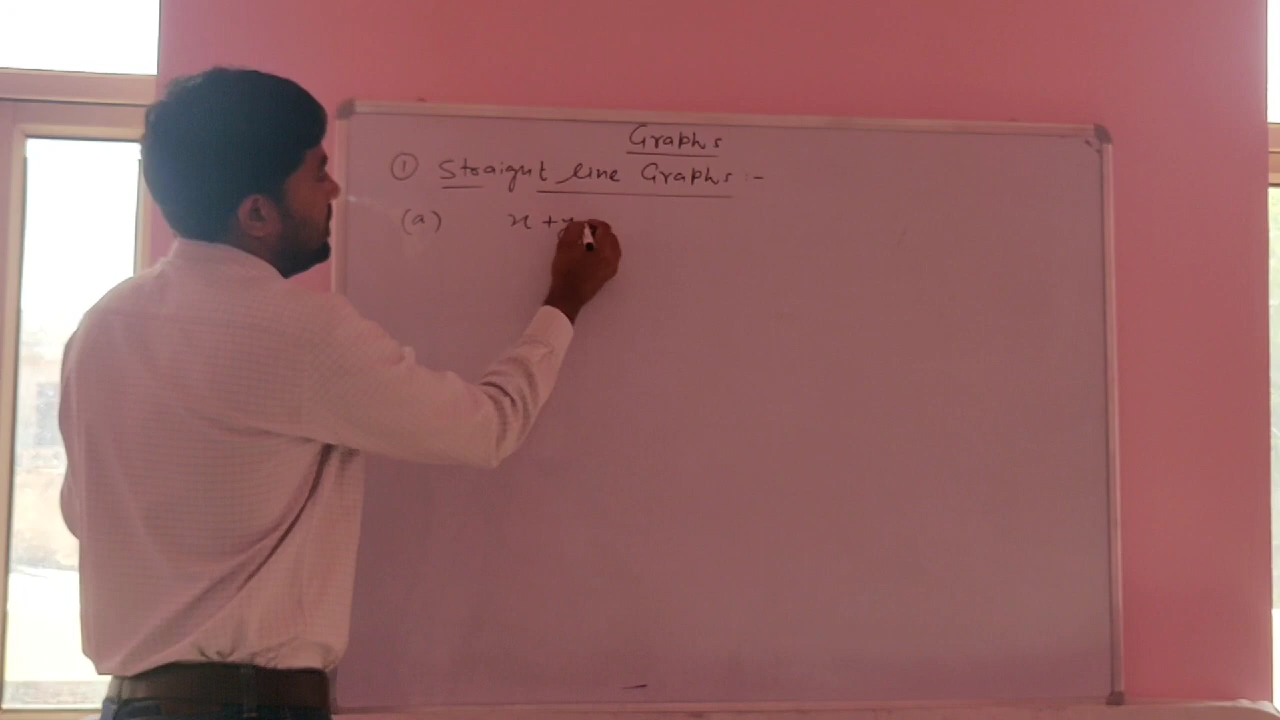 Graphs
① Straight line Graphs :-
(a) x + y